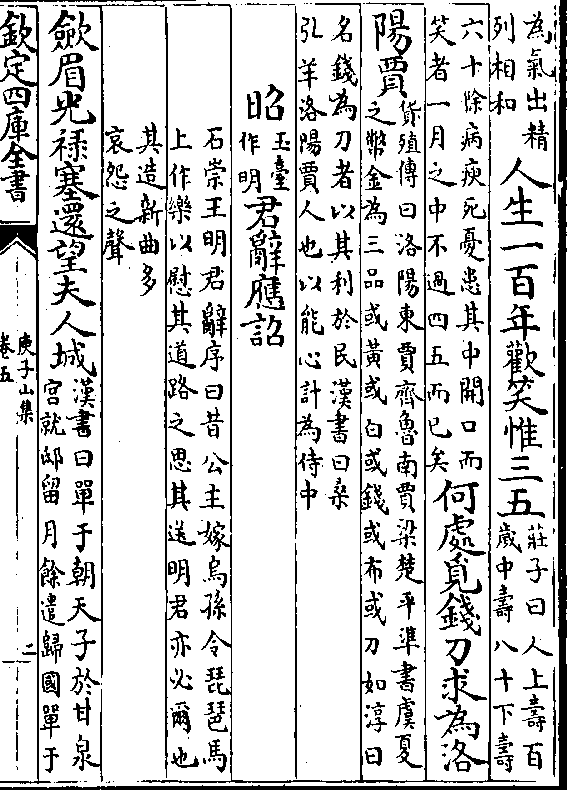 為氣出精
列相和
人生一百年歡笑惟三五
莊子曰人上壽百
歲中壽八十下壽
六十除病瘐死憂患其中開口而
笑者一月之中不過四五而已矣
何處覓錢刀求為洛
陽賈
貨殖傳曰洛陽東賈齊魯南賈梁楚平準書虞夏
之幣金為三品或黃或白或錢或布或刀如淳曰
名錢為刀者以其利於民漢書曰桑
弘羊洛陽賈人也以能心計為侍中
昭
玉臺
作明
君辭應詔
石崇王明君辭序曰昔公主嫁烏孫令琵琶馬
上作樂以慰其道路之思其送明君亦必爾也
其造新曲多
哀怨之聲
斂眉光祿塞還望夫人城
漢書曰單于朝天子於甘泉
宮就邸留月餘遣歸國單于
欽定四庫全書
庾子山集
卷五
二